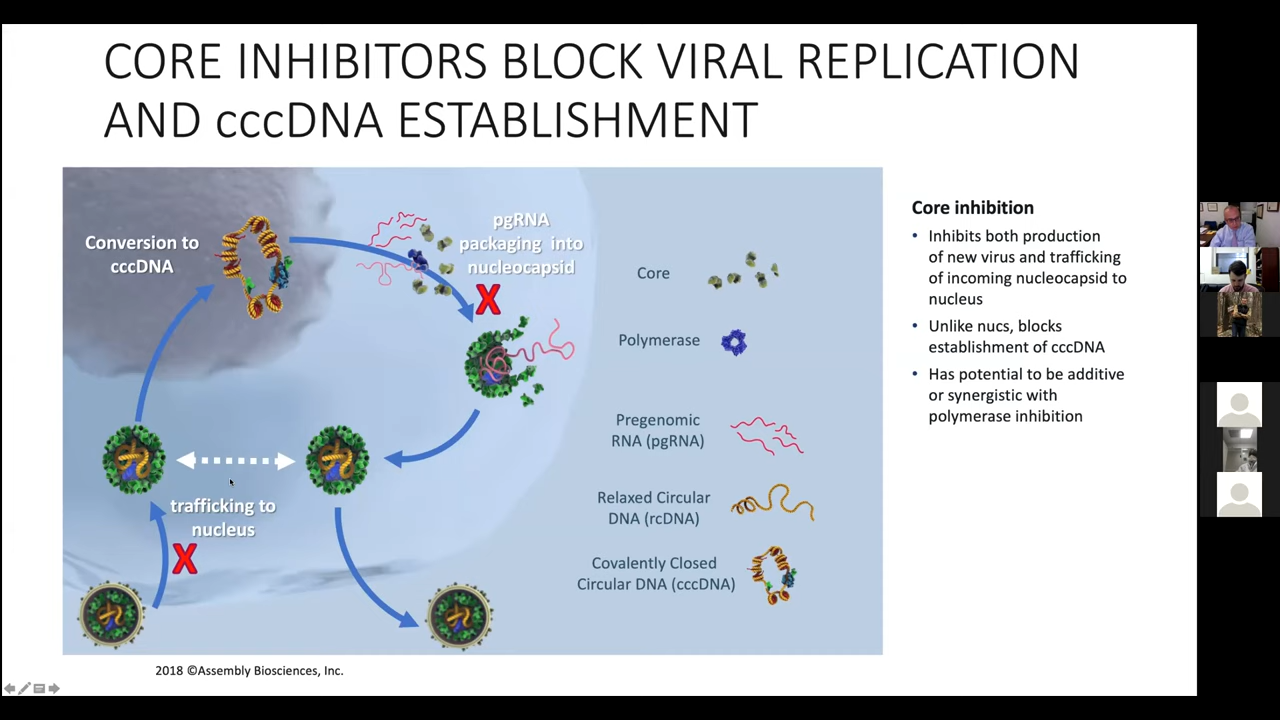 CORE INHIBITORS BLOCK VIRAL REPLICATION
AND cccDNA ESTABLISHMENT
Conversion to
cccDNA
pgRNA
packaging into
nucleocapsid
X
trafficking to
nucleus
X
Core
Polymerase
Pregenomic
RNA (pgRNA)
Relaxed Circular
DNA (rcDNA)
Covalently Closed
Circular DNA (cccDNA)
Core inhibition
• Inhibits both production
of new virus and trafficking
of incoming nucleocapsid to
nucleus
• Unlike nucs, blocks
establishment of cccDNA
• Has potential to be additive
or synergistic with
polymerase inhibition
2018 ©Assembly Biosciences, Inc.